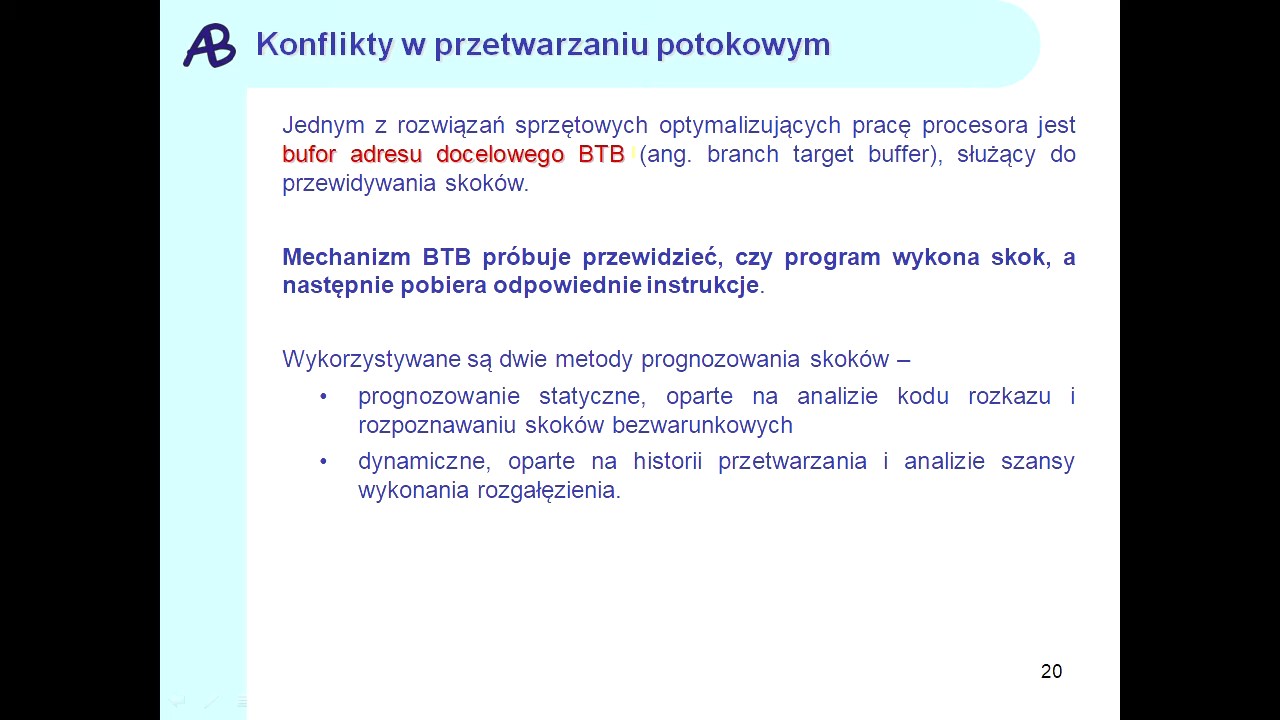 AB
Konflikty w przetwarzaniu potokowym
Jednym z rozwiązań sprzętowych optymalizujących pracę procesora jest
bufor adresu docelowego BTB (ang. branch target buffer), służący do
przewidywania skoków.
Mechanizm BTB próbuje przewidzieć, czy program wykona skok, a
następnie pobiera odpowiednie instrukcje.
Wykorzystywane są dwie metody prognozowania skoków –
• prognozowanie statyczne, oparte na analizie kodu rozkazu i
rozpoznawaniu skoków bezwarunkowych
• dynamiczne, oparte na historii przetwarzania i analizie szansy
wykonania rozgałęzienia.
20